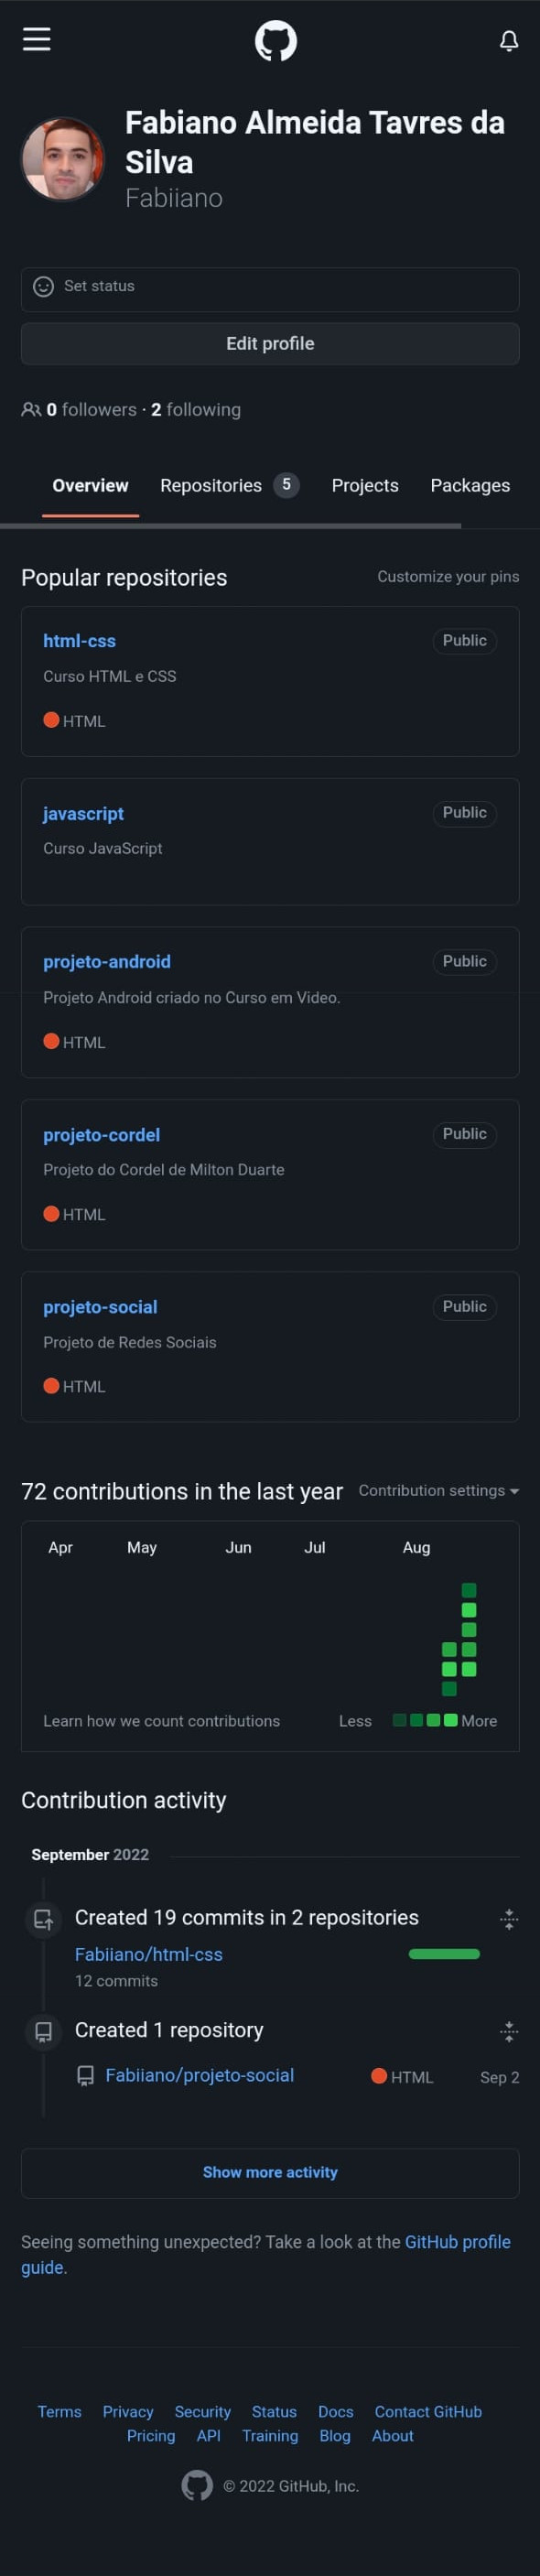 Fabiano Almeida Tavres da
Silva
Fabiiano
Set status
Edit profile
0 followers · 2 following
Overview Repositories 5 Projects Packages
Popular repositories Customize your pins
html-css Public
Curso HTML e CSS
HTML
javascript Public
Curso JavaScript
projeto-android Public
Projeto Android criado no Curso em Video.
HTML
projeto-cordel Public
Projeto do Cordel de Milton Duarte
HTML
projeto-social Public
Projeto de Redes Sociais
HTML
72 contributions in the last year Contribution settings
Apr May Jun Jul Aug
Learn how we count contributions Less More
Contribution activity
September 2022
Created 19 commits in 2 repositories
Fabiiano/html-css
12 commits
Created 1 repository
Fabiiano/projeto-social HTML Sep 2
Show more activity
Seeing something unexpected? Take a look at the GitHub profile
guide.
Terms Privacy Security Status Docs Contact GitHub
Pricing API Training Blog About
© 2022 GitHub, Inc.